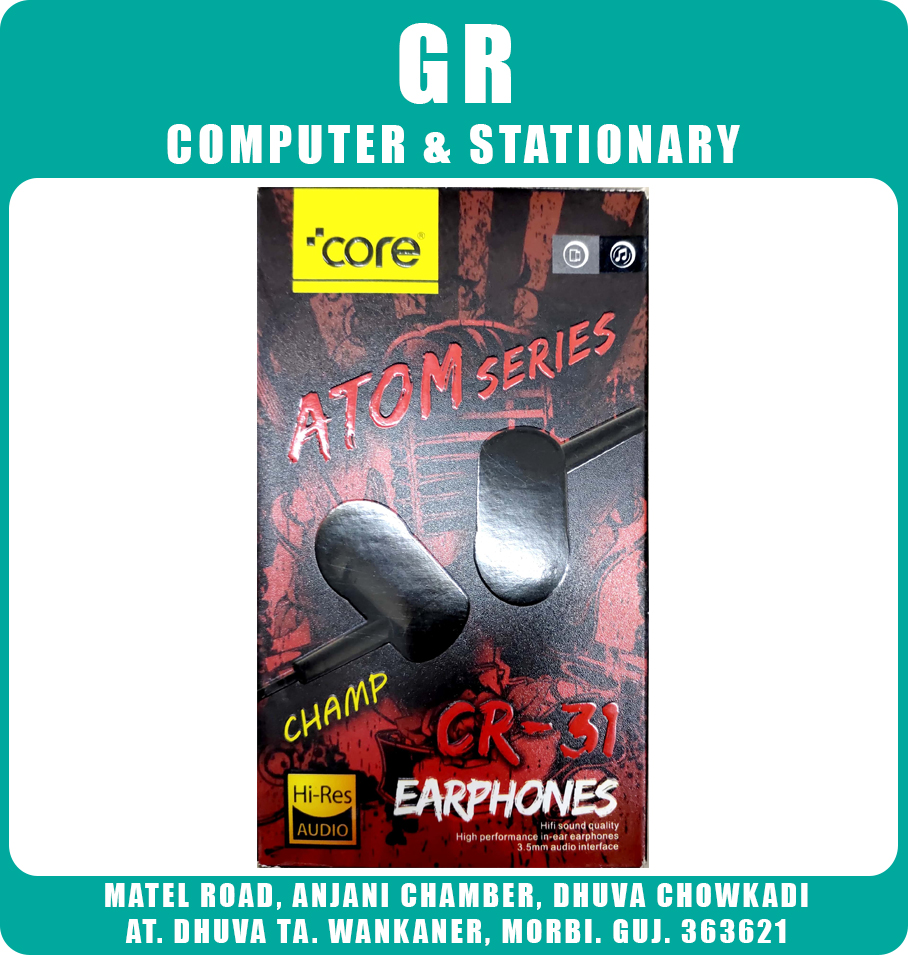 GR
COMPUTER & STATIONARY
core®
ATOM SERIES
CHAMP
CR-31
EARPHONES
Hi-Res
AUDIO
Hifi sound quality
High performance in-ear earphones
3.5mm audio interface
MATEL ROAD, ANJANI CHAMBER, DHUVA CHOWKADI
AT. DHUVA TA. WANKANER, MORBI. GUJ. 363621